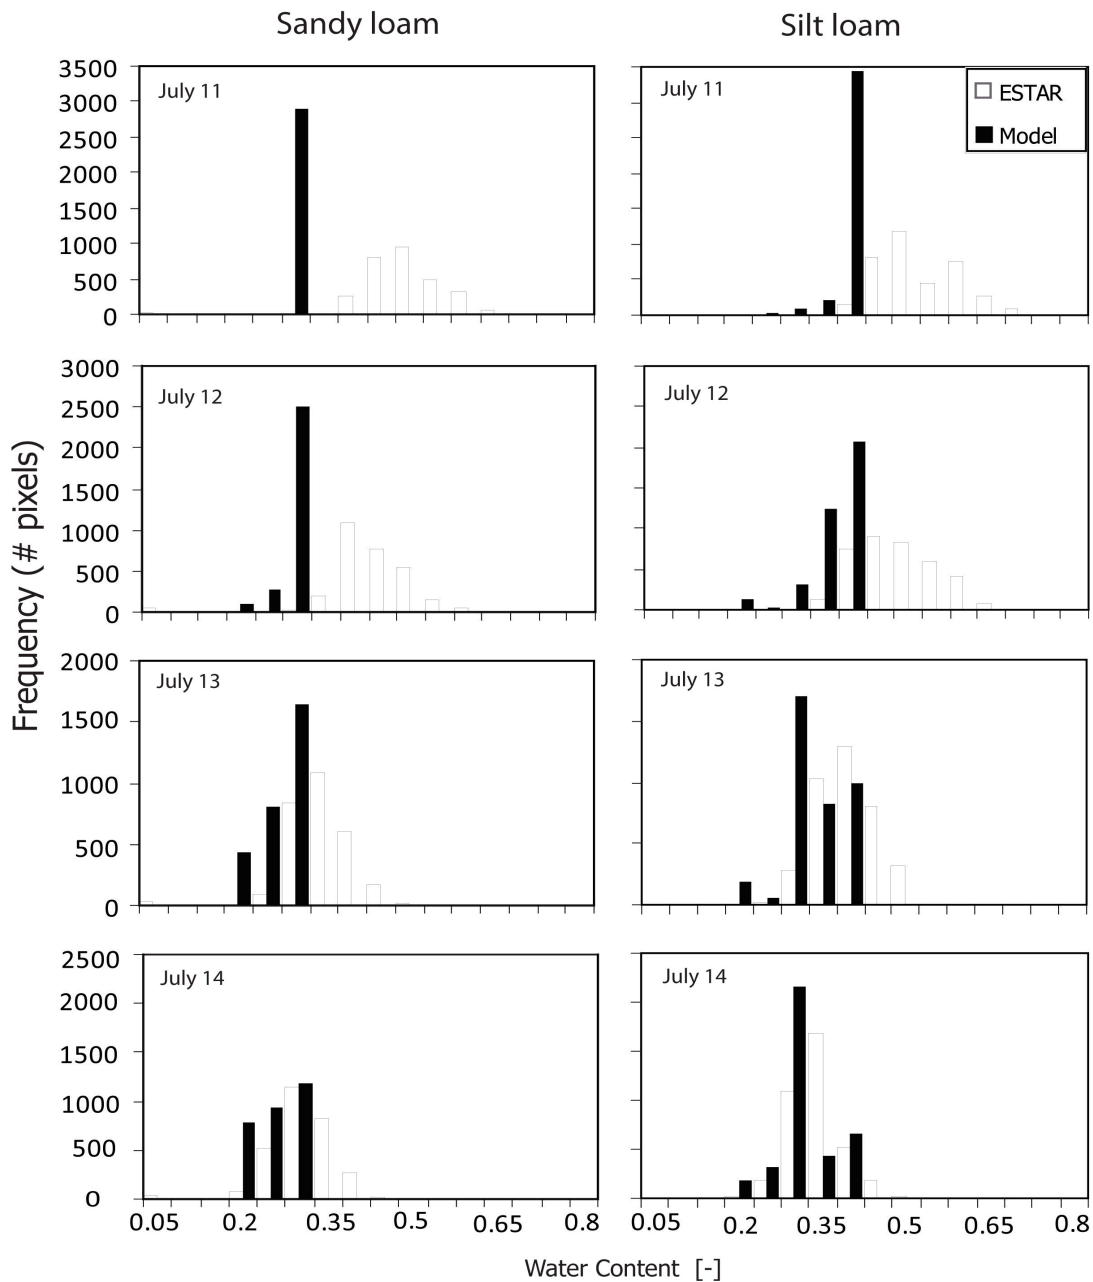 Sandy loam
Silt loam
3500
3000
2500
2000
1500
1000
500
0
July 11
July 11
ESTAR
Model
3000
2500
2000
1500
1000
500
0
July 12
July 12
Frequency (# pixels)
2000
1500
1000
500
0
July 13
July 13
2500
2000
1500
1000
500
0
July 14
July 14
0.05 0.2 0.35 0.5 0.65 0.8
0.05 0.2 0.35 0.5 0.65 0.8
Water Content [-]